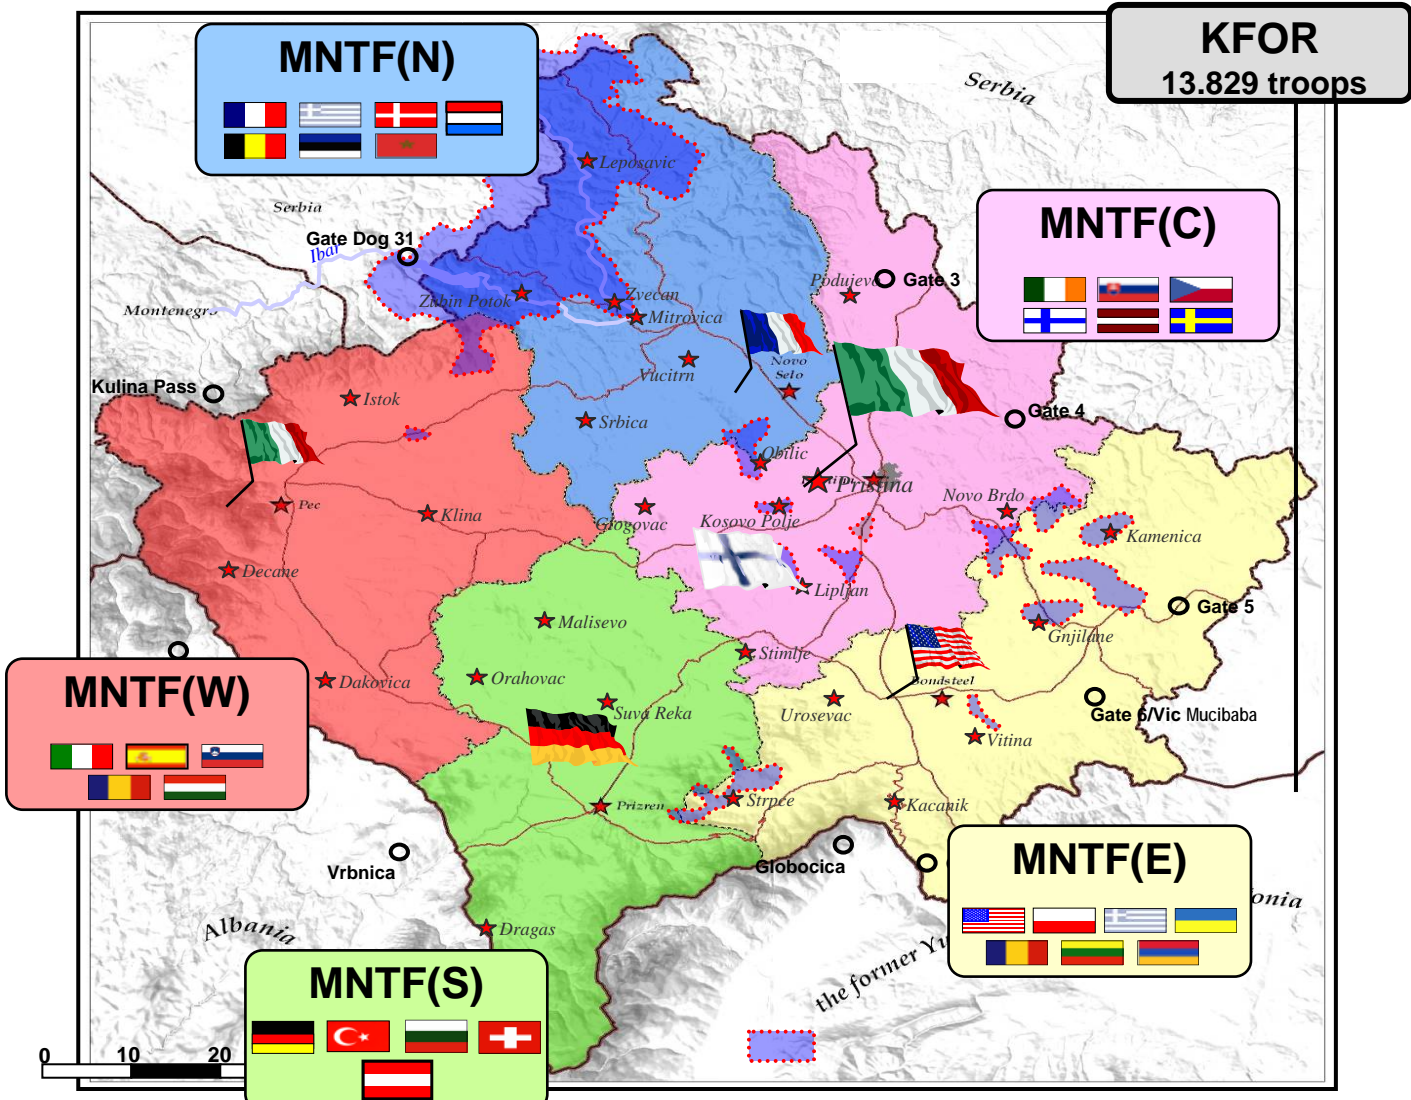 KFOR
13.829 troops
MNTF(N)
Serbia
Leposavic
MNTF(C)
Serbia
Gate Dog 31
Ibar
Podujevo
Gate 3
Zubin Potok
Zvecan
Montenegro
Mitrovica
Novo
Selo
Vucitrn
Kulina Pass
Istok
Gate 4
Srbica
Obilic
Pristina
Novo Brdo
Pec
Klina
Glogovac
Kosovo Polje
Kamenica
Decane
Lipljan
Gate 5
Malisevo
Gnjilane
Stimlje
MNTF(W)
Dakovica
Orahovac
Bondsteel
Suva Reka
Urosevac
Gate 6/Vic Mucibaba
Vitina
Prizren
Strpce
Kacanik
Vrbnica
Globocica
MNTF(E)
onia
Albania
Dragas
the former Yu
MNTF(S)
0 10 20